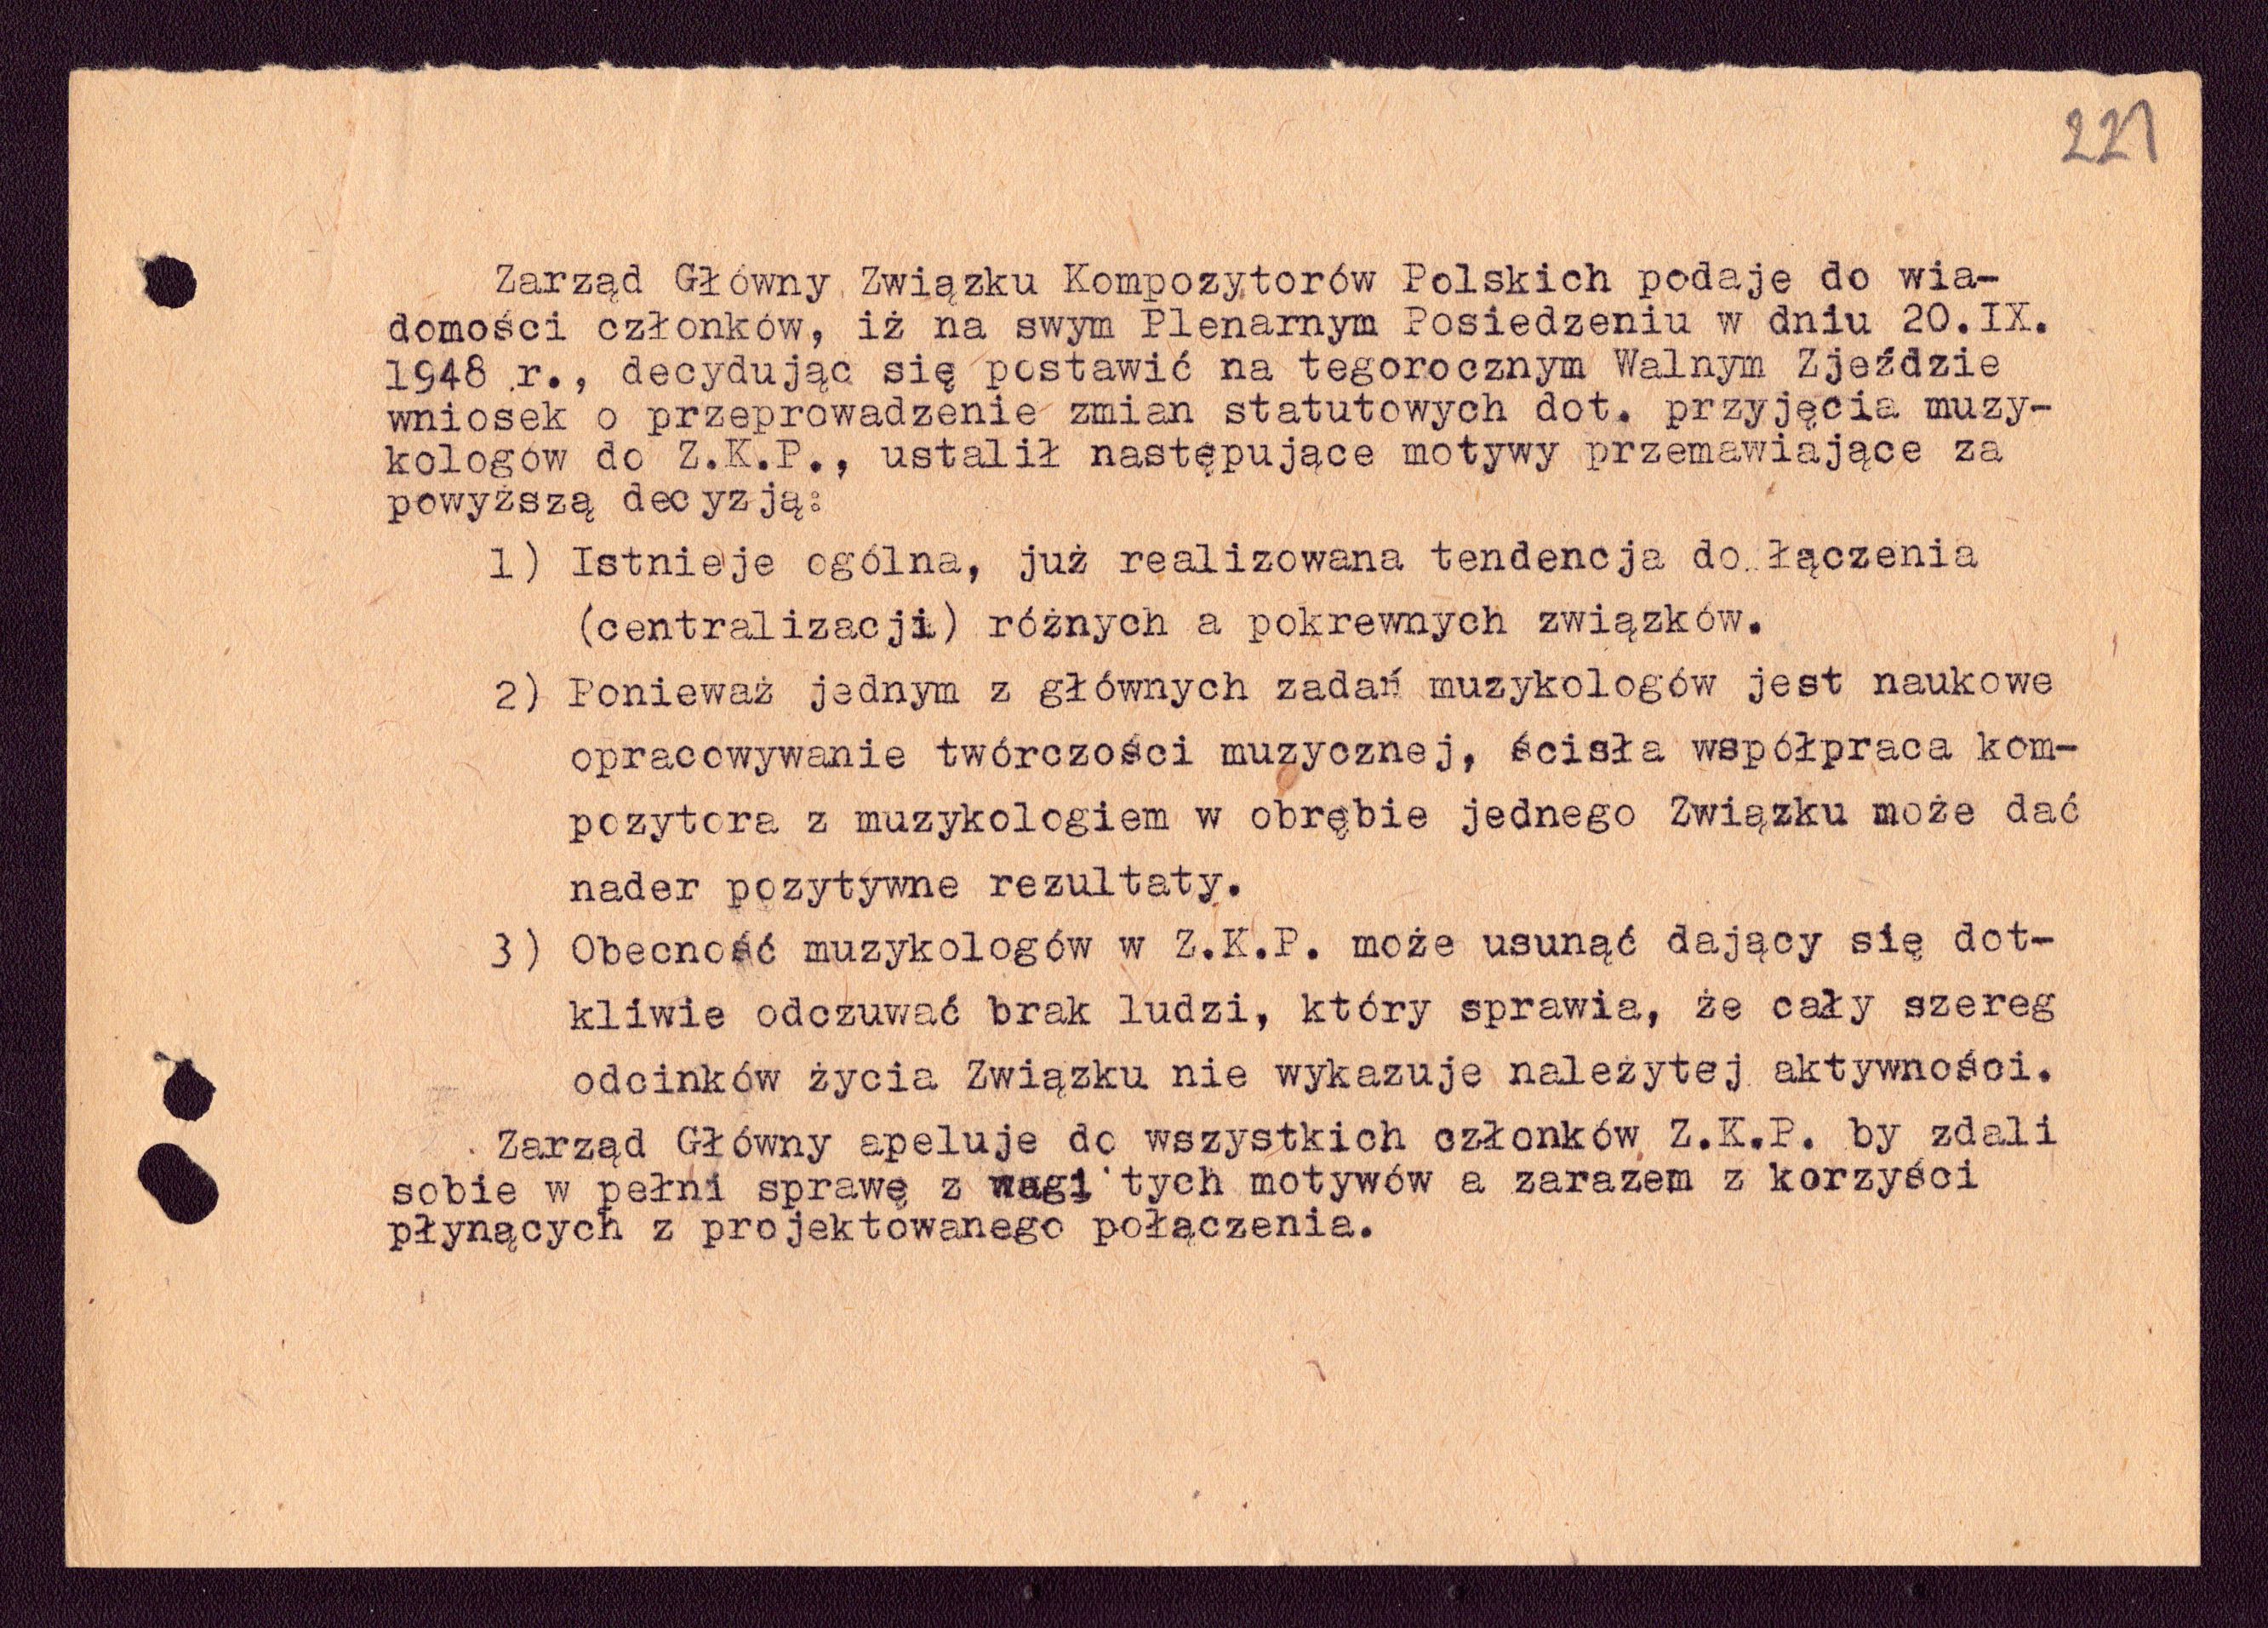 221
Zarząd Główny Związku Kompozytorów Polskich podaje do wia-
domości członków, iż na swym Plenarnym Posiedzeniu w dniu 20.IX.
1948 r., decydując się postawić na tegorocznym Walnym Zjeździe
wniosek o przeprowadzenie zmian statutowych dot. przyjęcia muzy-
kologów do Z.K.P., ustalił następujące motywy przemawiające za
powyższą decyzją:
1) Istnieje ogólna, już realizowana tendencja do łączenia
(centralizacji) różnych a pokrewnych związków.
2) Ponieważ jednym z głównych zadań muzykologów jest naukowe
opracowywanie twórczości muzycznej, ścisła współpraca kom-
pozytora z muzykologiem w obrębie jednego Związku może dać
nader pozytywne rezultaty.
3) Obecność muzykologów w Z.K.P. może usunąć dający się dot-
kliwie odczuwać brak ludzi, który sprawia, że cały szereg
odcinków życia Związku nie wykazuje należytej aktywności.
Zarząd Główny apeluje do wszystkich członków Z.K.P. by zdali
sobie w pełni sprawę z wagi tych motywów a zarazem z korzyści
płynących z projektowanego połączenia.